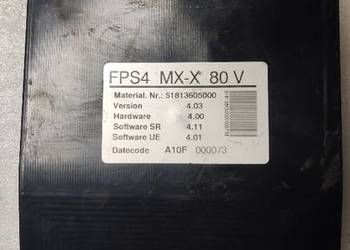 FPS4 MX-X 80 V
Material. Nr.: 51813605000
Version 4.03
Hardware 4.00
Software SR 4.11
Software UE 4.01
Datecode A10F 000073